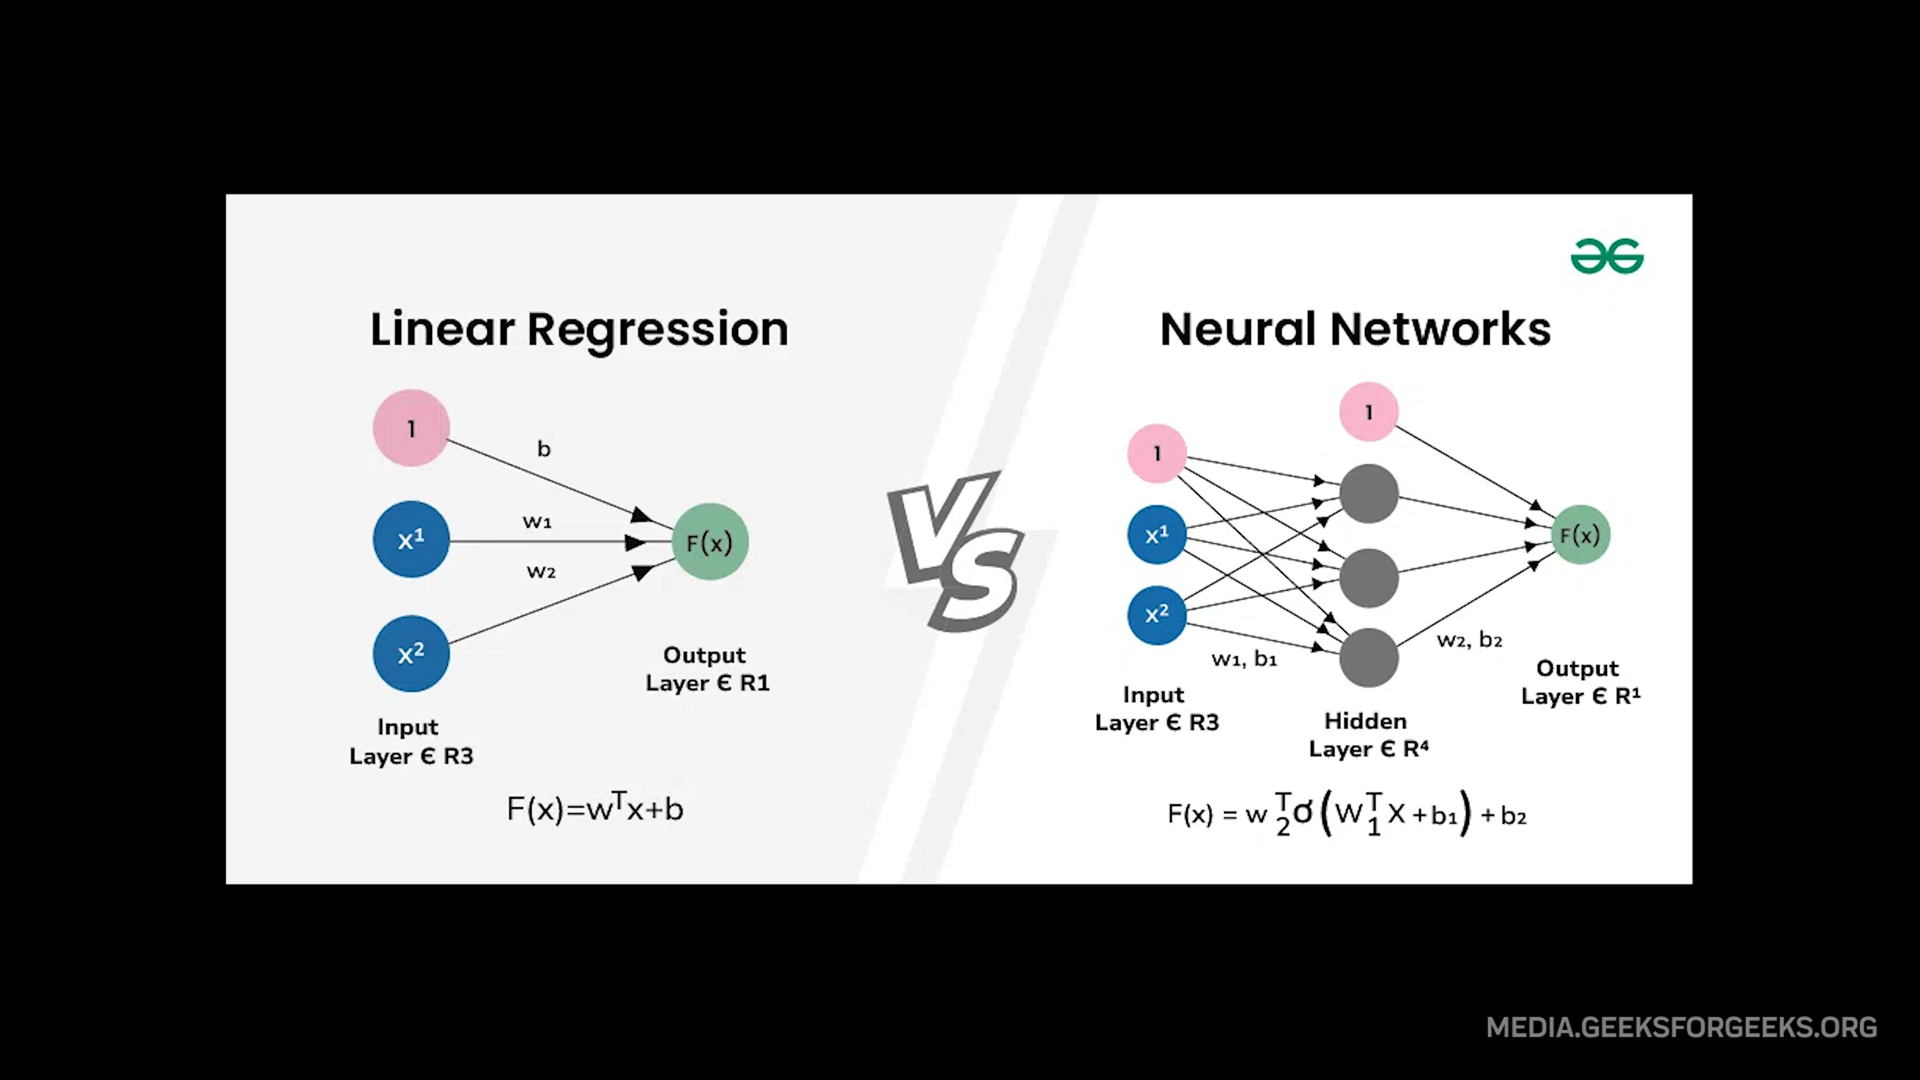 Linear Regression
1
b
x¹
w1
w2
F(x)
x²
Output
Layer Є R1
Input
Layer Є R3
F(x)=wᵀx+b
VS
Neural Networks
1
1
x¹
x²
F(x)
w1, b1
w2, b2
Input
Layer Є R3
Hidden
Layer Є R⁴
Output
Layer Є R¹
F(x) = w₂ᵀσ(W₁ᵀX+b1)+b2
MEDIA.GEEKSFORGEEKS.ORG